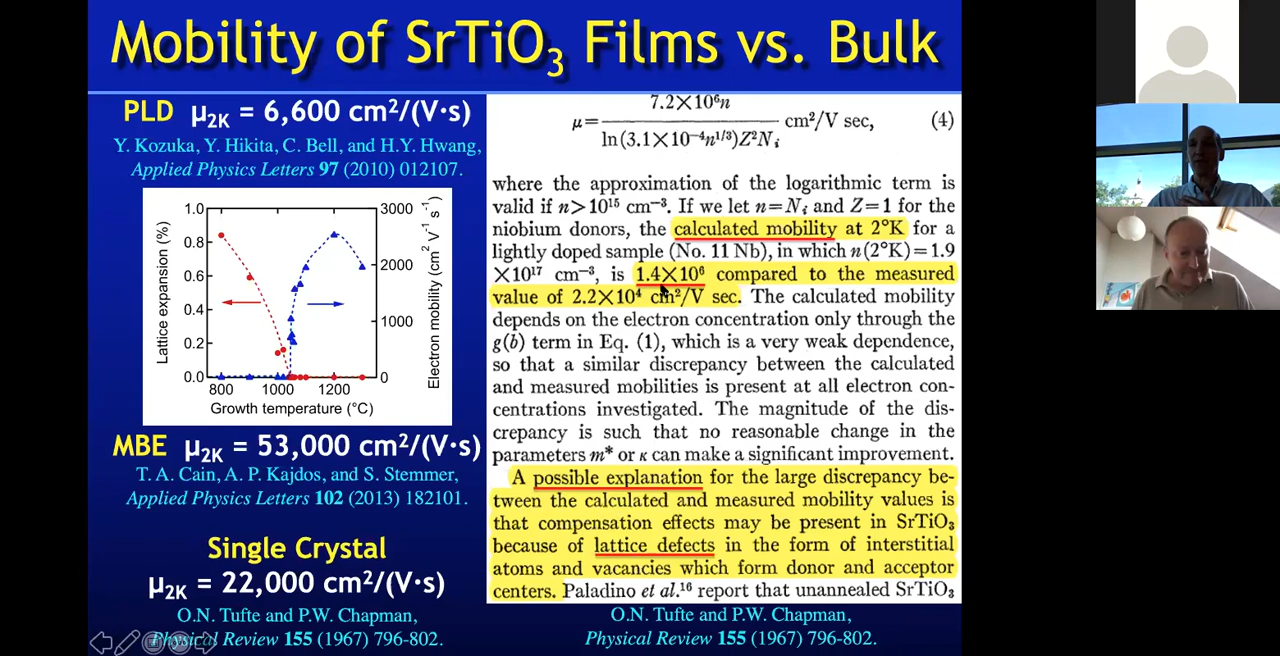 Mobility of SrTiO₃ Films vs. Bulk
PLD μ₂K = 6,600 cm²/(V·s)
Y. Kozuka, Y. Hikita, C. Bell, and H.Y. Hwang,
Applied Physics Letters 97 (2010) 012107.
1.0
0.8
0.6
0.4
0.2
0.0
Lattice expansion (%)
3000
2000
1000
0
Electron mobility (cm² V⁻¹ s⁻¹)
800
1000
1200
Growth temperature (°C)
MBE μ₂K = 53,000 cm²/(V·s)
T. A. Cain, A. P. Kajdos, and S. Stemmer,
Applied Physics Letters 102 (2013) 182101.
Single Crystal
μ₂K = 22,000 cm²/(V·s)
O.N. Tufte and P.W. Chapman,
Physical Review 155 (1967) 796-802.
7.2×10⁶n
μ= cm²/V sec, (4)
ln(3.1×10⁻⁴n¹ᐟ³)Z²Nᵢ
where the approximation of the logarithmic term is
valid if n>10¹⁵ cm⁻³. If we let n=Nᵢ and Z=1 for the
niobium donors, the calculated mobility at 2°K for a
lightly doped sample (No. 11 Nb), in which n(2°K)=1.9
×10¹⁷ cm⁻³, is 1.4×10⁶ compared to the measured
value of 2.2×10⁴ cm²/V sec. The calculated mobility
depends on the electron concentration only through the
g(b) term in Eq. (1), which is a very weak dependence,
so that a similar discrepancy between the calculated
and measured mobilities is present at all electron con-
centrations investigated. The magnitude of the dis-
crepancy is such that no reasonable change in the
parameters m* or κ can make a significant improvement.
A possible explanation for the large discrepancy be-
tween the calculated and measured mobility values is
that compensation effects may be present in SrTiO₃
because of lattice defects in the form of interstitial
atoms and vacancies which form donor and acceptor
centers. Paladino et al.¹⁶ report that unannealed SrTiO₃
O.N. Tufte and P.W. Chapman,
Physical Review 155 (1967) 796-802.